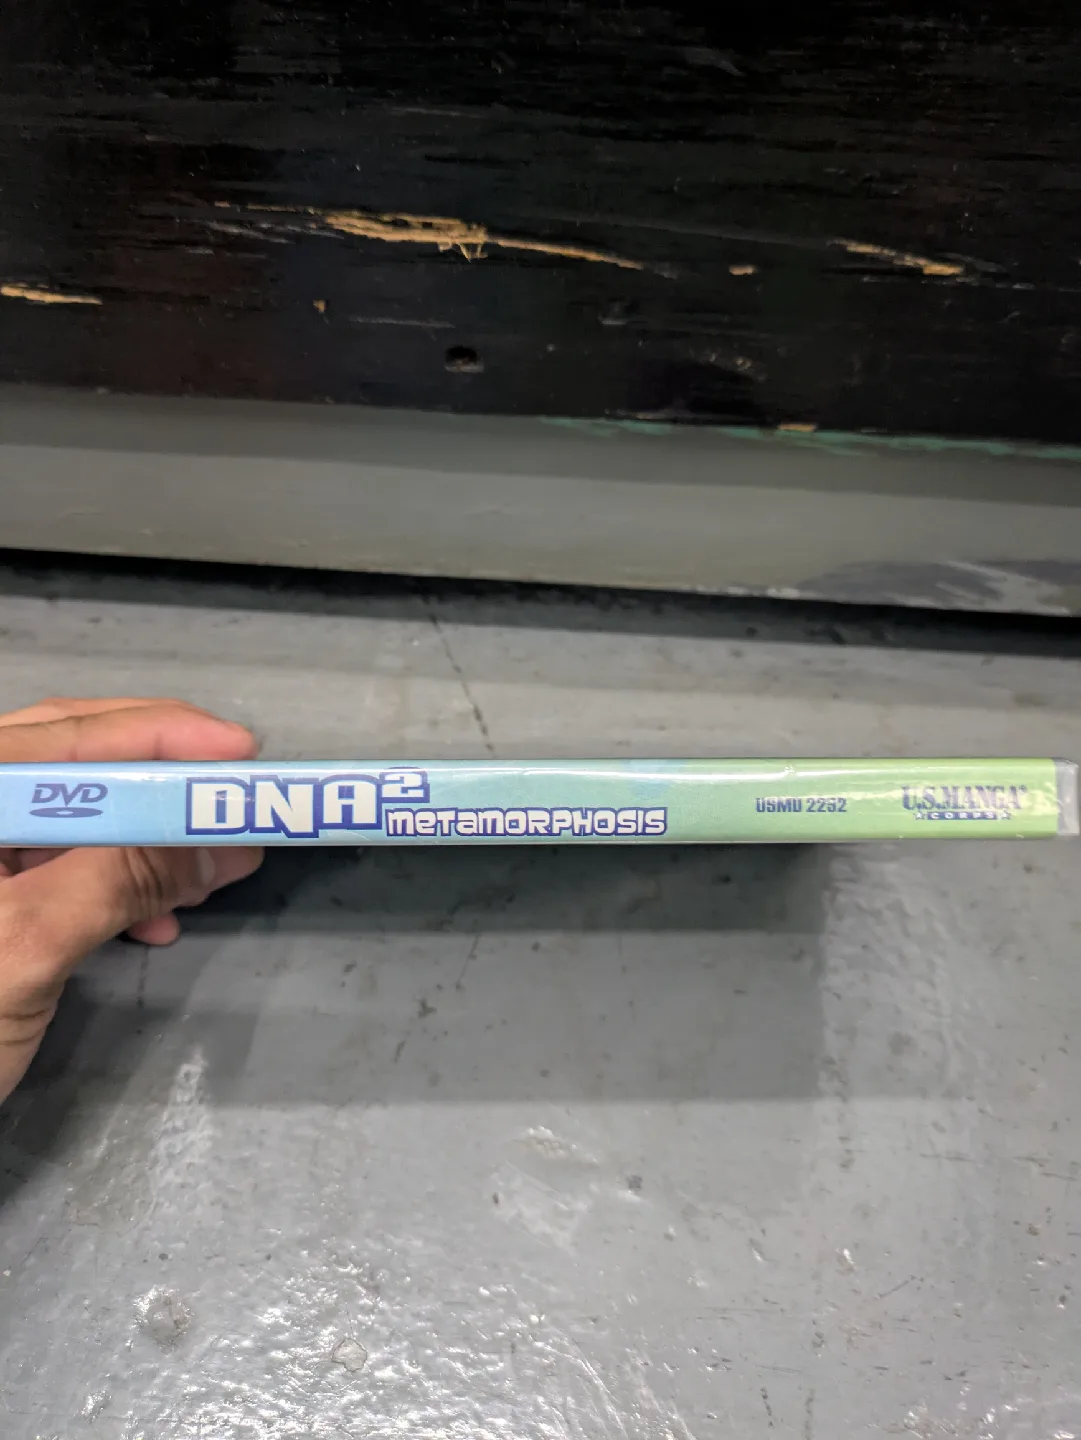 DVD
DNA²
METAMORPHOSIS
USMD 2252
U.S.MANGA®
CORPS